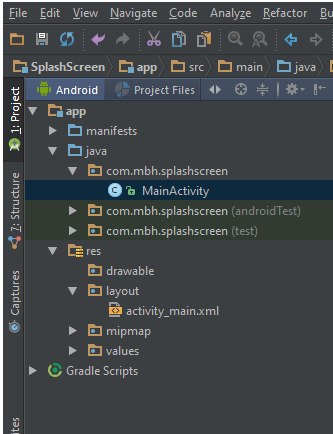 File Edit View Navigate Code Analyze Refactor
SplashScreen app src main java
Android Project Files
1: Project
app
manifests
java
com.mbh.splashscreen
C MainActivity
7: Structure
com.mbh.splashscreen (androidTest)
com.mbh.splashscreen (test)
res
drawable
Captures
layout
activity_main.xml
mipmap
values
Gradle Scripts